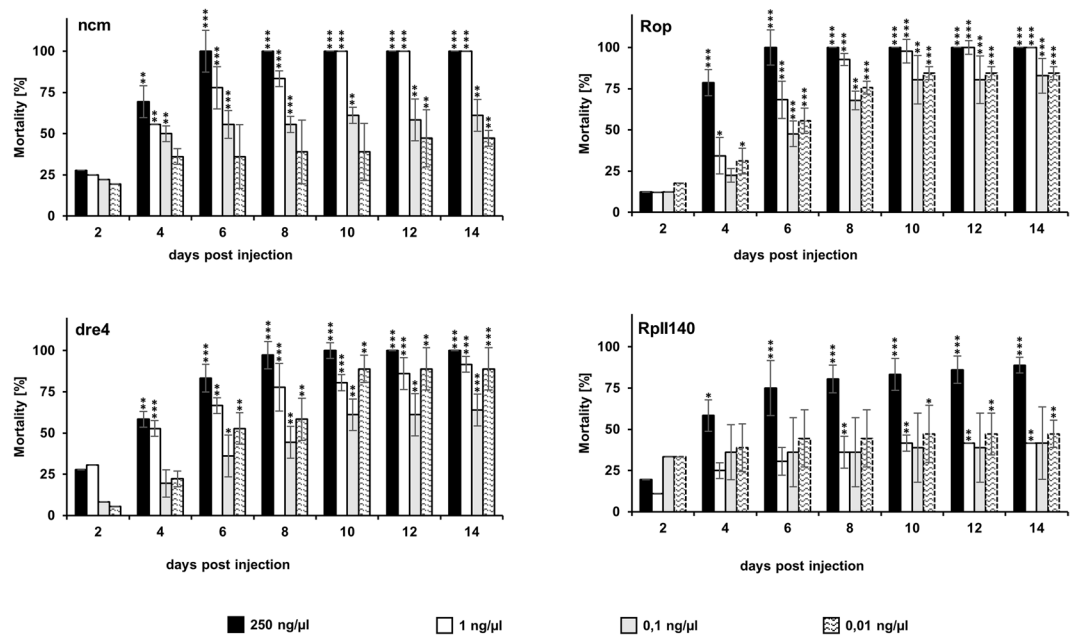 ncm
Mortality [%]
100
75
50
25
0
** ** ** *** *** *** *** *** *** *** *** ** *** *** ** ** *** *** ** **
2 4 6 8 10 12 14
days post injection
Rop
Mortality [%]
100
75
50
25
0
*** * * *** *** *** *** *** *** ** *** *** *** ** *** *** *** ** *** *** *** *** ***
2 4 6 8 10 12 14
days post injection
dre4
Mortality [%]
100
75
50
25
0
** *** *** ** * ** *** *** ** ** *** *** ** ** *** *** ** ** *** *** *** ***
2 4 6 8 10 12 14
days post injection
RpII140
Mortality [%]
100
75
50
25
0
* *** *** ** *** ** * *** ** ** *** ** **
2 4 6 8 10 12 14
days post injection
250 ng/µl 1 ng/µl 0,1 ng/µl 0,01 ng/µl